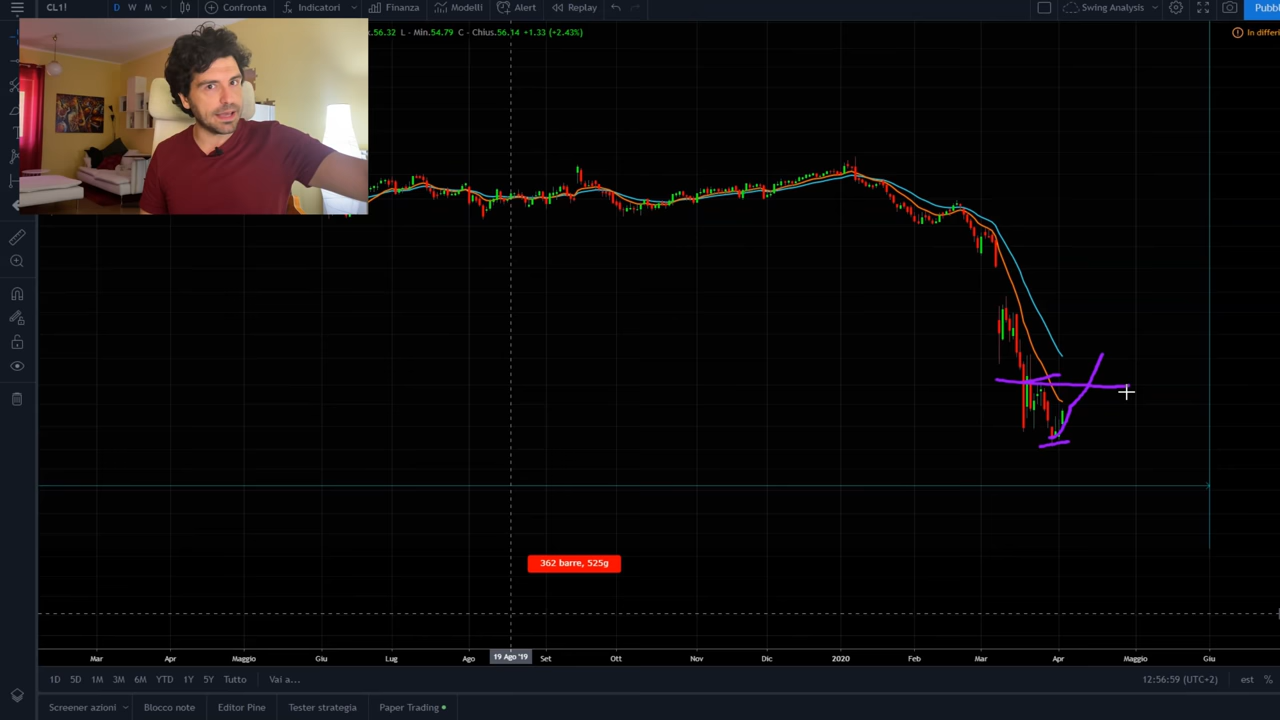 CL1! D W M Confronta Indicatori Finanza Modelli Alert Replay Swing Analysis
.56.32 L - Min.54.79 C - Chius.56.14 +1.33 (+2.43%) In differi
362 barre, 525g
Mar Apr Maggio Giu Lug Ago 19 Ago '19 Set Ott Nov Dic 2020 Feb Mar Apr Maggio Giu
1D 5D 1M 3M 6M YTD 1Y 5Y Tutto Vai a... 12:56:59 (UTC+2) est %
Screener azioni Blocco note Editor Pine Tester strategia Paper Trading